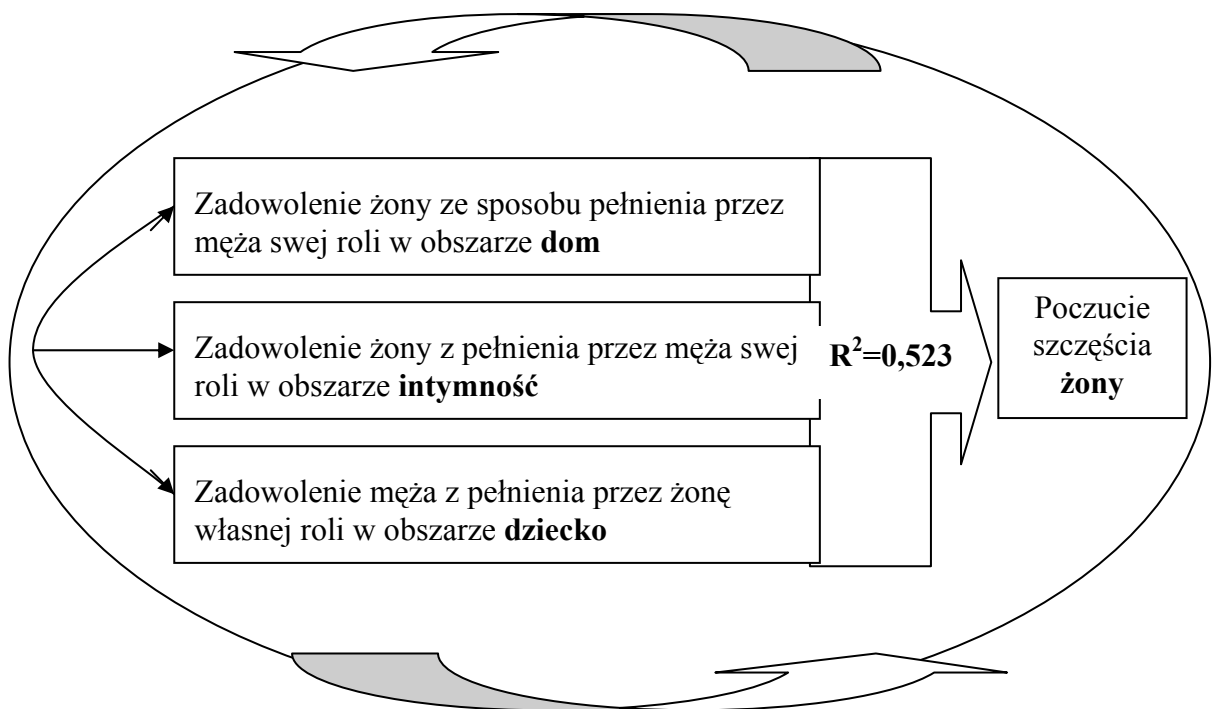 Zadowolenie żony ze sposobu pełnienia przez
męża swej roli w obszarze dom
Zadowolenie żony z pełnienia przez męża swej
roli w obszarze intymność
Zadowolenie męża z pełnienia przez żonę
własnej roli w obszarze dziecko
R²=0,523
Poczucie
szczęścia
żony